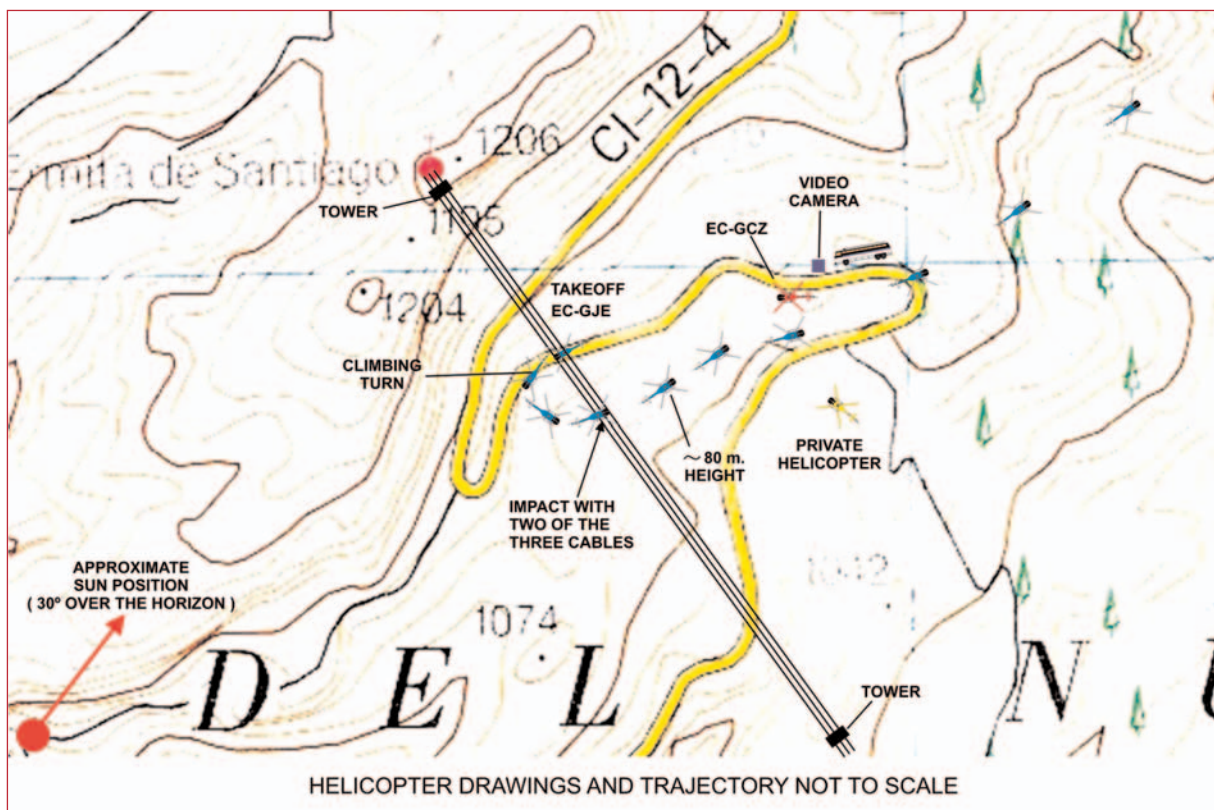 CI-12-4
1206
Ermita de Santiago
TOWER
1195
VIDEO
CAMERA
EC-GCZ
1204
TAKEOFF
EC-GJE
CLIMBING
TURN
~ 80 m.
HEIGHT
PRIVATE
HELICOPTER
IMPACT WITH
TWO OF THE
THREE CABLES
APPROXIMATE
SUN POSITION
( 30º OVER THE HORIZON )
1042
1074
DEL N
TOWER
HELICOPTER DRAWINGS AND TRAJECTORY NOT TO SCALE